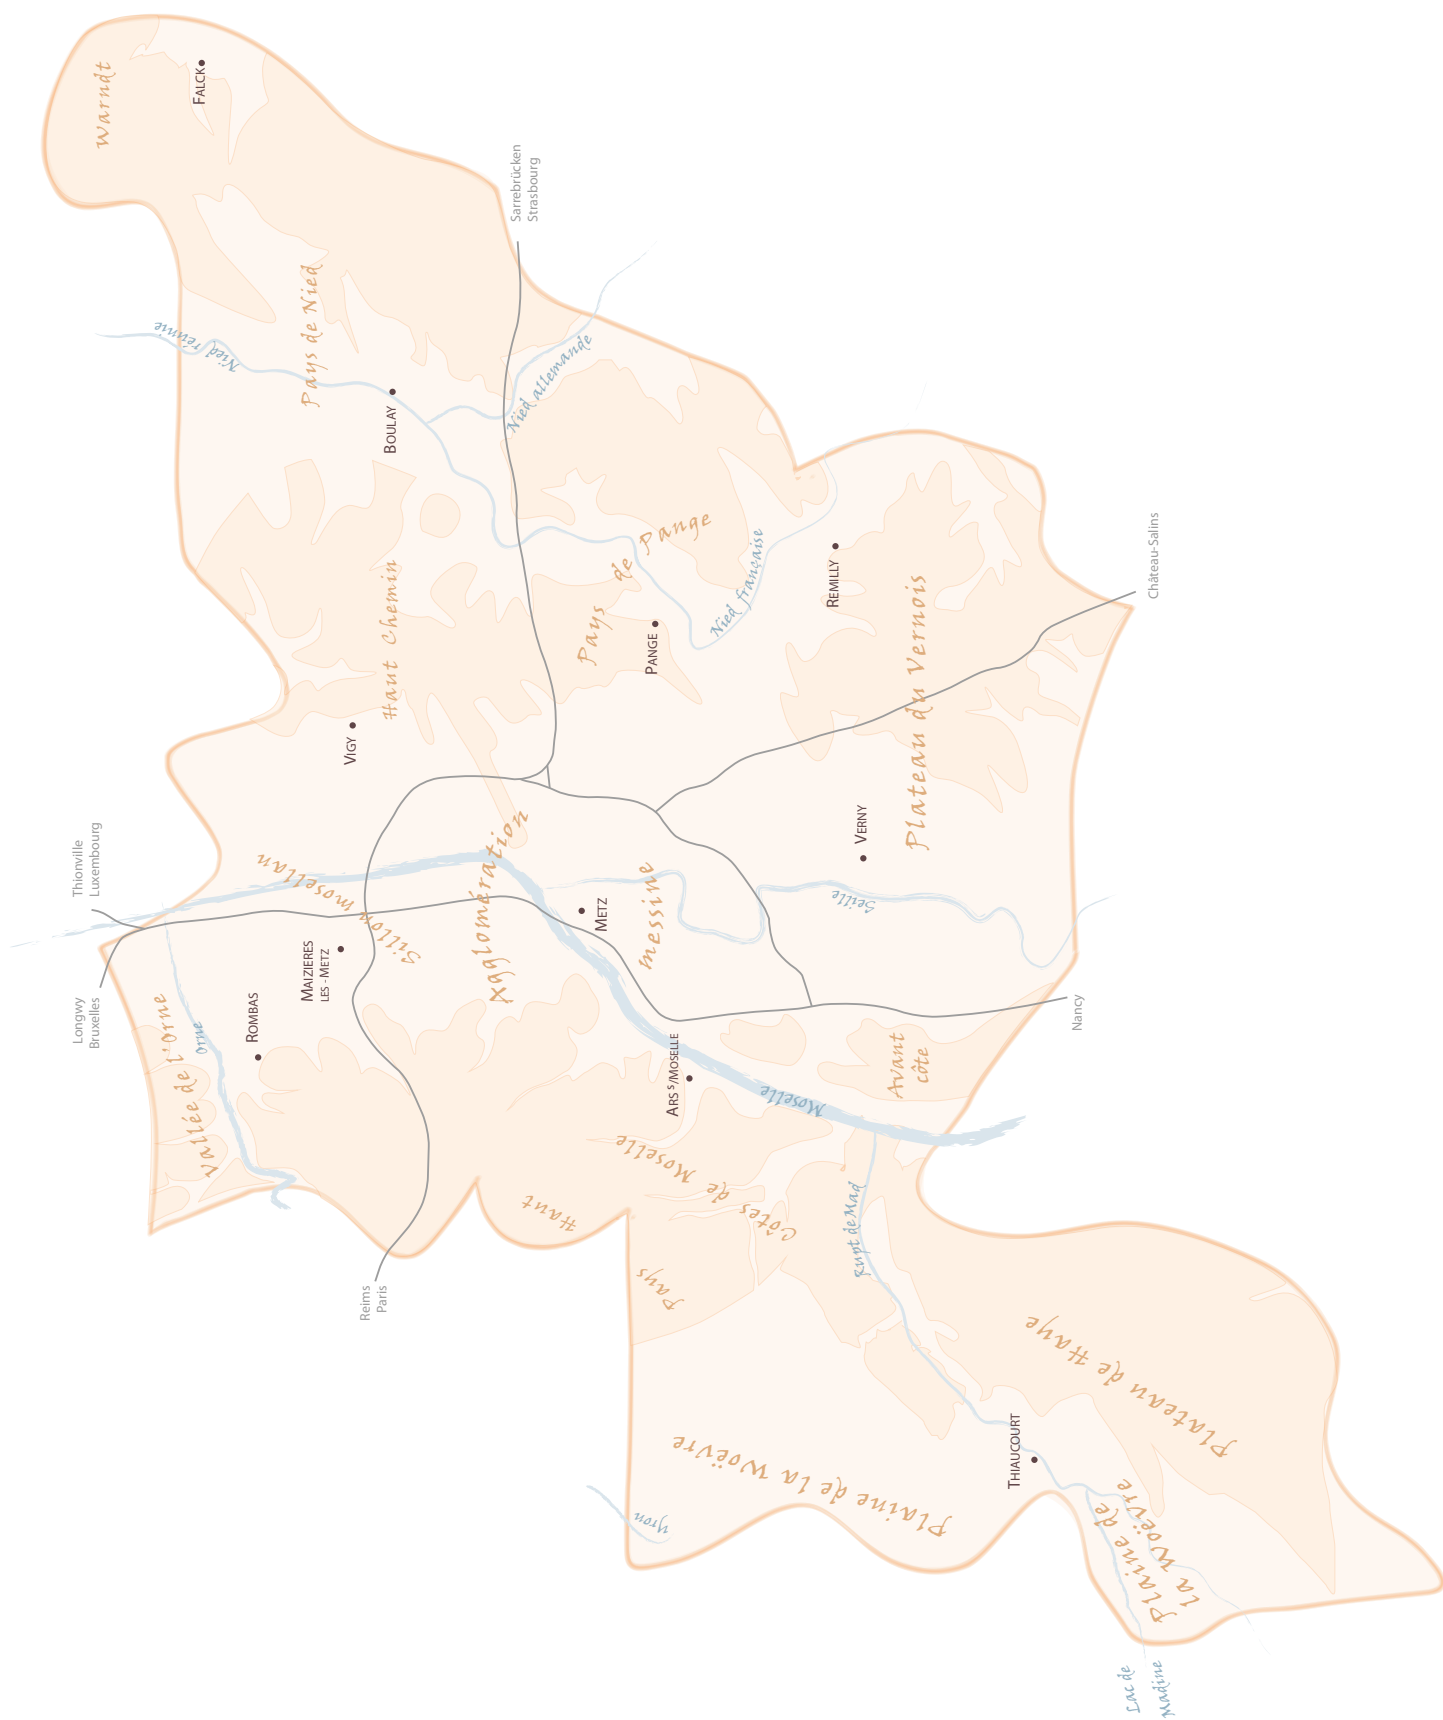 Warndt
FALCK
Sarrebrücken
Strasbourg
Pays de Nied
Nied réunie
Nied allemande
BOULAY
Haut Chemin
Pays de Pange
PANGE
Nied française
REMILLY
Château-Salins
Plateau du Vernois
VIGY
VERNY
Thionville
Luxembourg
Sillon mosellan
Agglomération
messine
METZ
Seille
MAIZIERES
LES - METZ
Longwy
Bruxelles
ROMBAS
Orne
Vallée de l'Orne
Nancy
Avant
côte
ARS S/MOSELLE
Moselle
Côtes de Moselle
Rupt de Mad
Pays Haut
Reims
Paris
Plateau de Haye
Plaine de la Woëvre
THIAUCOURT
Yron
Plaine de
la Woëvre
Lac de
Madine